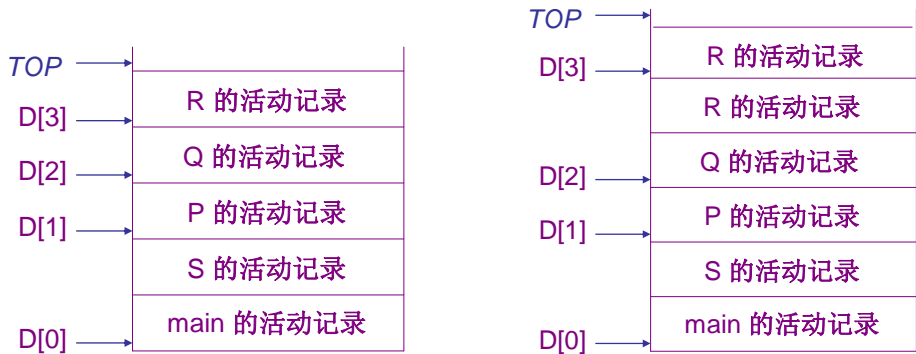 TOP
R 的活动记录
D[3]
Q 的活动记录
D[2]
P 的活动记录
D[1]
S 的活动记录
main 的活动记录
D[0]
TOP
R 的活动记录
D[3]
R 的活动记录
Q 的活动记录
D[2]
P 的活动记录
D[1]
S 的活动记录
main 的活动记录
D[0]